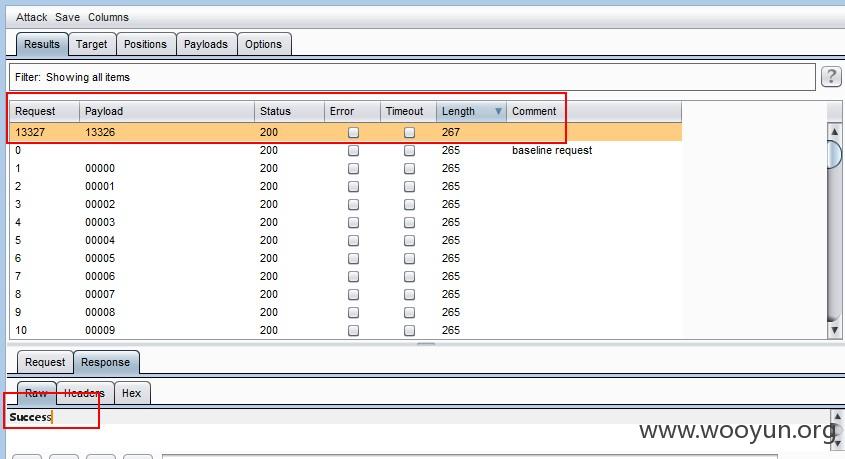 Attack Save Columns
Results Target Positions Payloads Options
Filter: Showing all items ?
Request Payload Status Error Timeout Length Comment
13327 13326 200 267
0 200 265 baseline request
1 00000 200 265
2 00001 200 265
3 00002 200 265
4 00003 200 265
5 00004 200 265
6 00005 200 265
7 00006 200 265
8 00007 200 265
9 00008 200 265
10 00009 200 265
Request Response
Raw Headers Hex
Success
www.wooyun.org